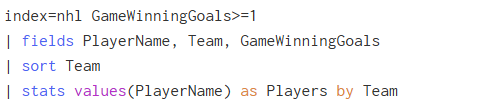 index=nhl GameWinningGoals>=1
| fields PlayerName, Team, GameWinningGoals
| sort Team
| stats values(PlayerName) as Players by Team